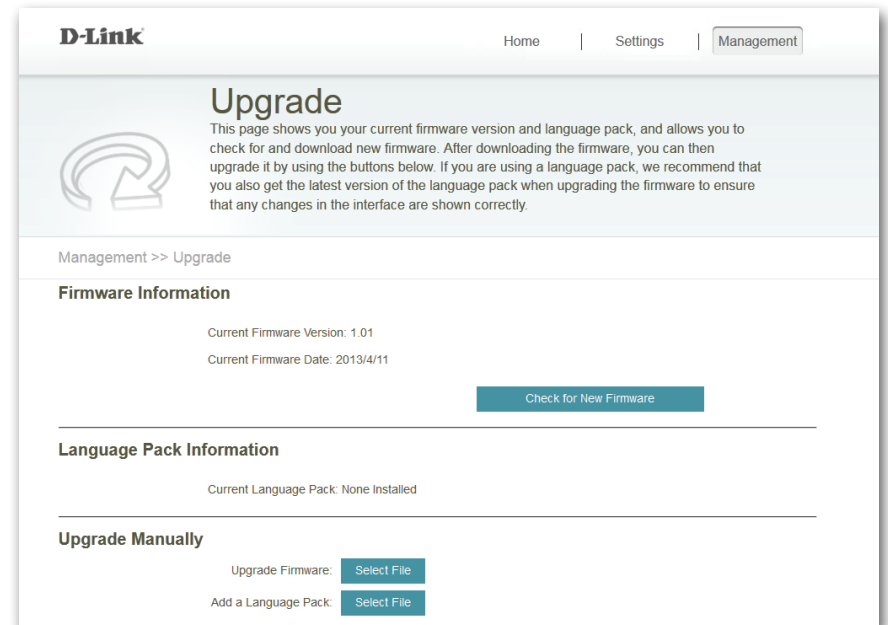 D-Link
Home | Settings | Management
Upgrade
This page shows you your current firmware version and language pack, and allows you to
check for and download new firmware. After downloading the firmware, you can then
upgrade it by using the buttons below. If you are using a language pack, we recommend that
you also get the latest version of the language pack when upgrading the firmware to ensure
that any changes in the interface are shown correctly.
Management >> Upgrade
Firmware Information
Current Firmware Version: 1.01
Current Firmware Date: 2013/4/11
Check for New Firmware
Language Pack Information
Current Language Pack: None Installed
Upgrade Manually
Upgrade Firmware: Select File
Add a Language Pack: Select File